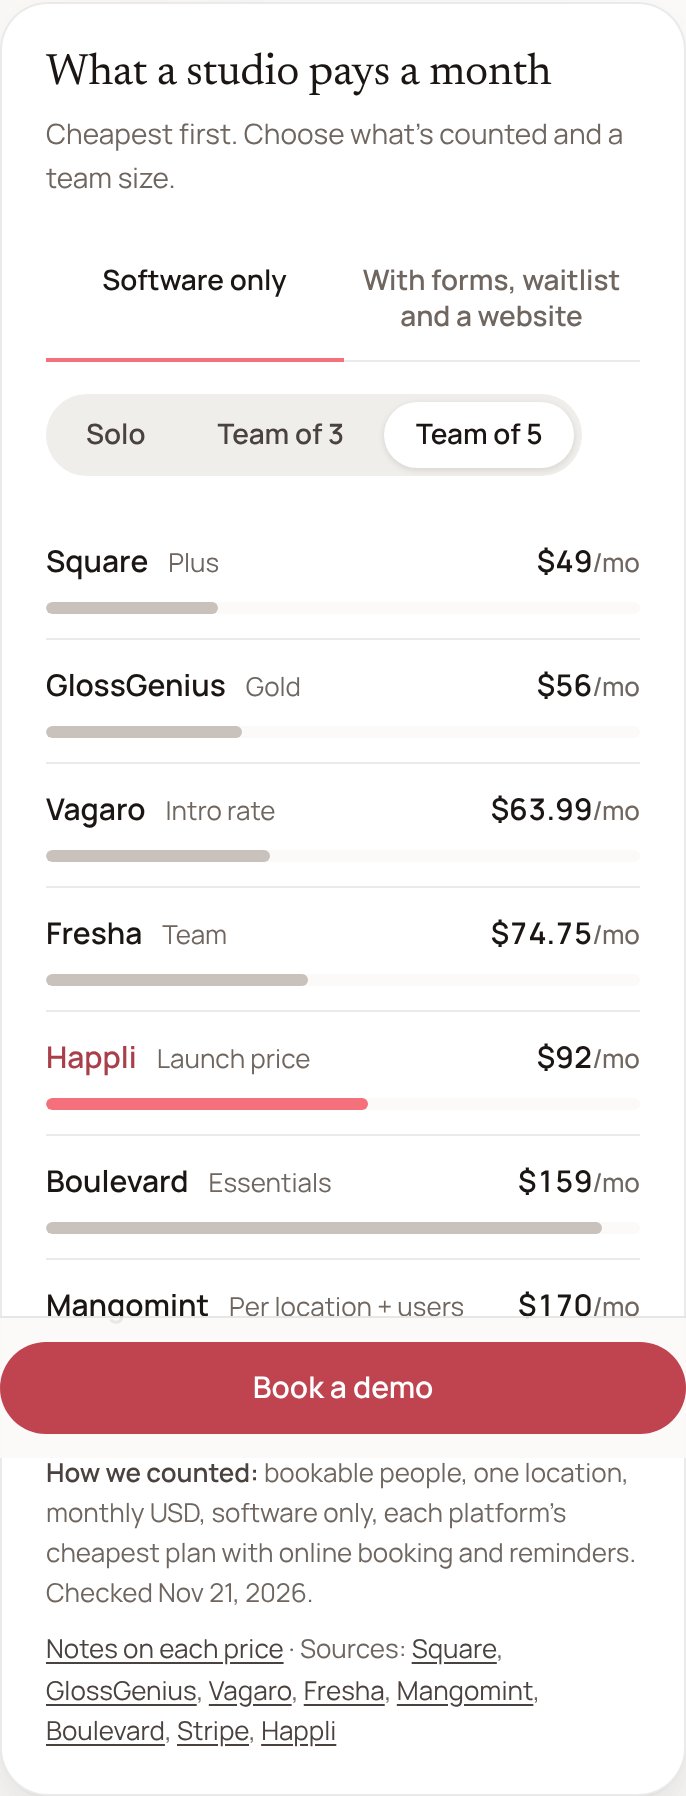 What a studio pays a month
Cheapest first. Choose what's counted and a
team size.
Software only
With forms, waitlist
and a website
Solo Team of 3 Team of 5
Square Plus $49/mo
GlossGenius Gold $56/mo
Vagaro Intro rate $63.99/mo
Fresha Team $74.75/mo
Happli Launch price $92/mo
Boulevard Essentials $159/mo
Mangomint Per location + users $170/mo
Book a demo
How we counted: bookable people, one location,
monthly USD, software only, each platform's
cheapest plan with online booking and reminders.
Checked Nov 21, 2026.
Notes on each price · Sources: Square,
GlossGenius, Vagaro, Fresha, Mangomint,
Boulevard, Stripe, Happli